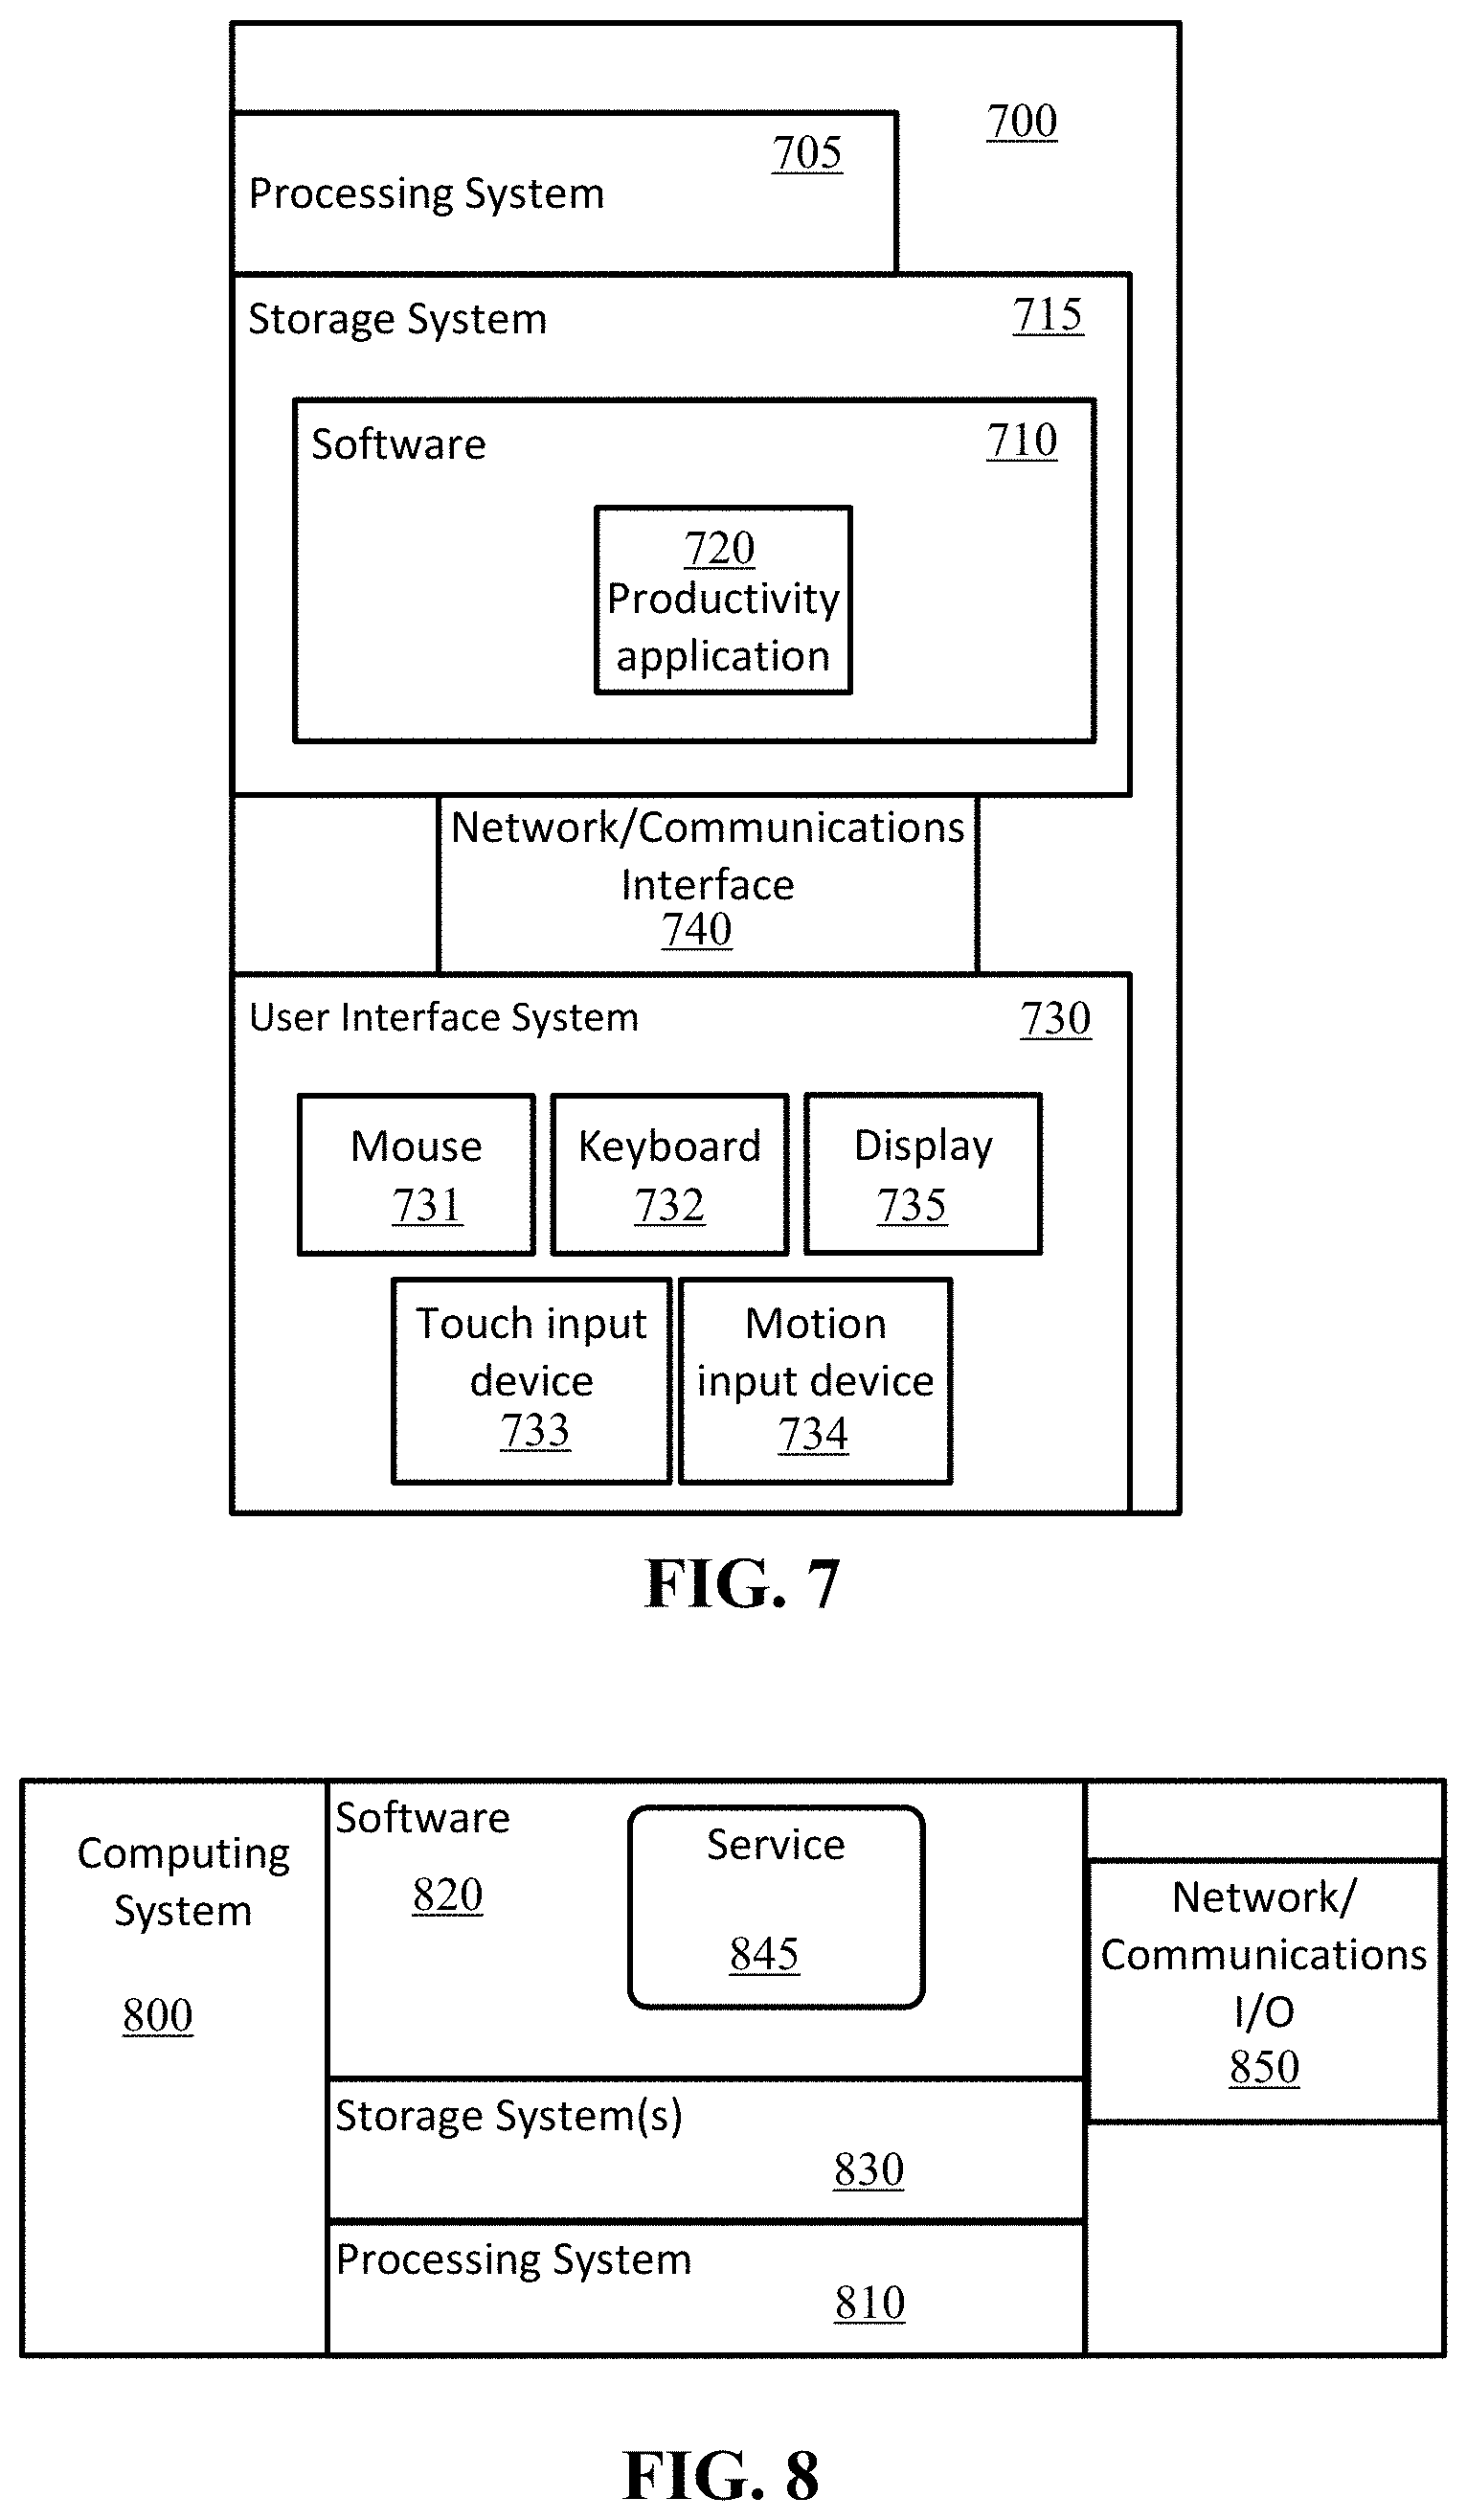 700
705
Processing System
Storage System 715
Software 710
720
Productivity
application
Network/Communications
Interface
740
User Interface System 730
Mouse
731
Keyboard
732
Display
735
Touch input
device
733
Motion
input device
734
FIG. 7
Computing
System
800
Software
820
Service
845
Storage System(s)
830
Processing System
810
Network/
Communications
I/O
850
FIG. 8